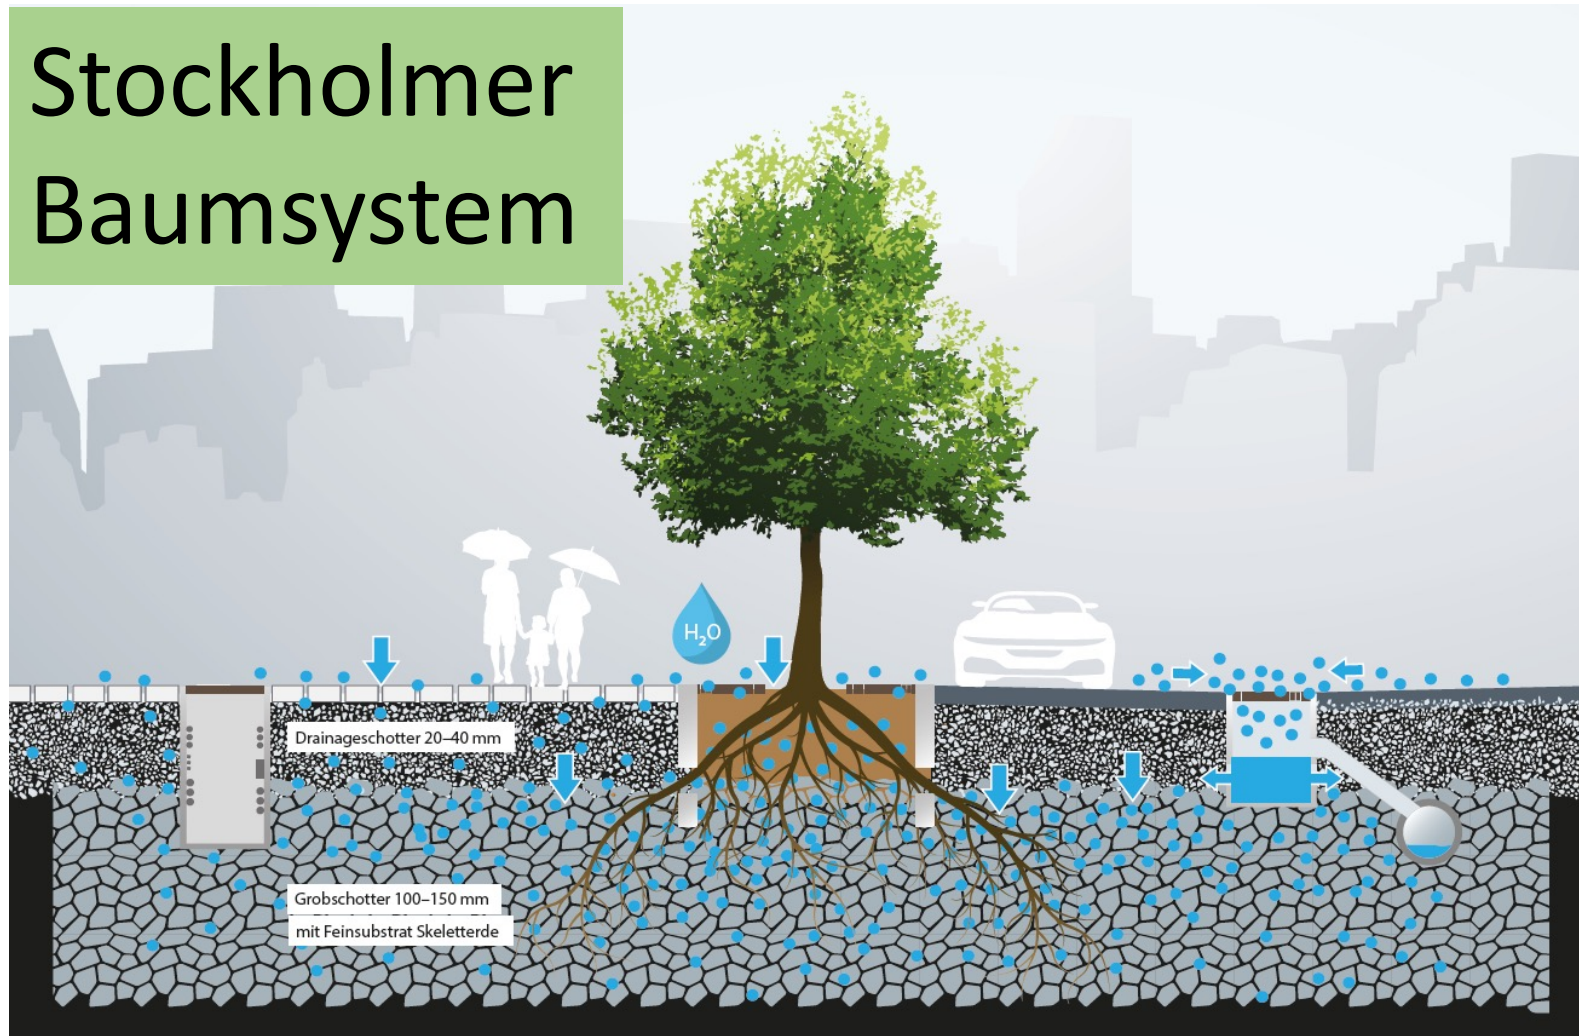 Stockholmer
Baumsystem
H₂O
Drainageschotter 20–40 mm
Grobschotter 100–150 mm
mit Feinsubstrat Skeletterde